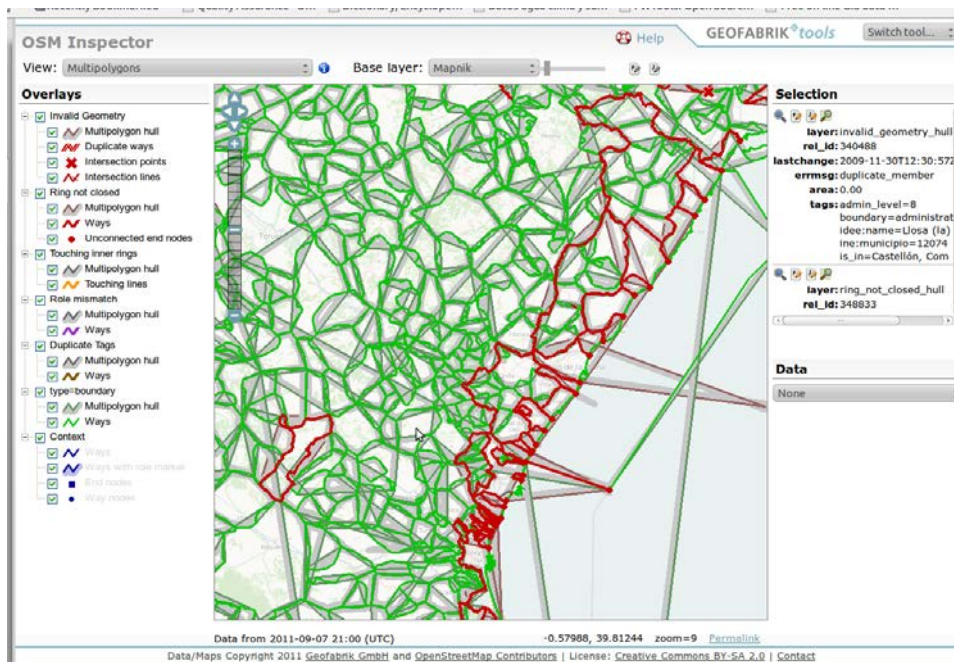 OSM Inspector
Help
GEOFABRIK tools
Switch tool...
View: Multipolygons
Base layer: Mapnik
Overlays
Invalid Geometry
Multipolygon hull
Duplicate ways
Intersection points
Intersection lines
Ring not closed
Multipolygon hull
Ways
Unconnected end nodes
Touching inner rings
Multipolygon hull
Touching lines
Role mismatch
Multipolygon hull
Ways
Duplicate Tags
Multipolygon hull
Ways
type=boundary
Multipolygon hull
Ways
Context
Ways
Ways with role manual
End nodes
Way nodes
Selection
layer: invalid_geometry_hull
rel_id: 340488
lastchange: 2009-11-30T12:30:57Z
errmsg: duplicate_member
area: 0.00
tags: admin_level=8
boundary=administrat
idee:name=Llosa (la)
ine:municipio=12074
is_in=Castellón, Com
layer: ring_not_closed_hull
rel_id: 348833
Data
None
Data from 2011-09-07 21:00 (UTC)
-0.57988, 39.81244 zoom=9 Permalink
Data/Maps Copyright 2011 Geofabrik GmbH and OpenStreetMap Contributors | License: Creative Commons BY-SA 2.0 | Contact